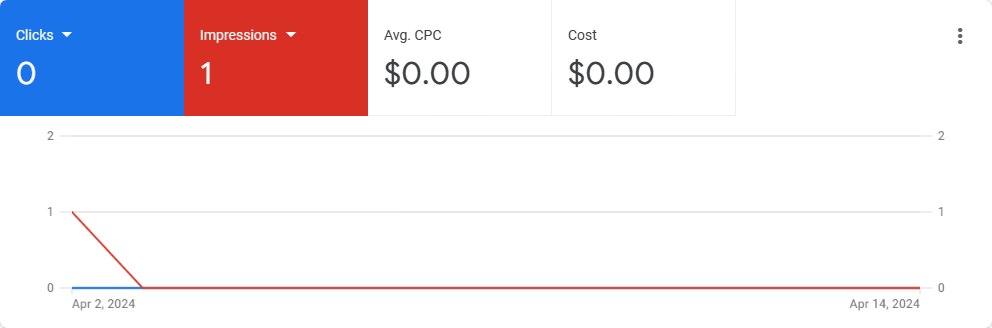 Clicks
0
Impressions
1
Avg. CPC
$0.00
Cost
$0.00
2
2
1
1
0
0
Apr 2, 2024
Apr 14, 2024